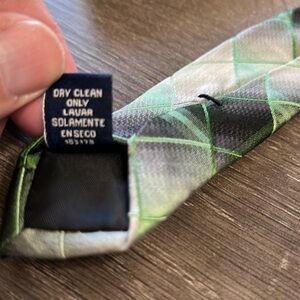 DRY CLEAN
ONLY
LAVAR
SOLAMENTE
EN SECO